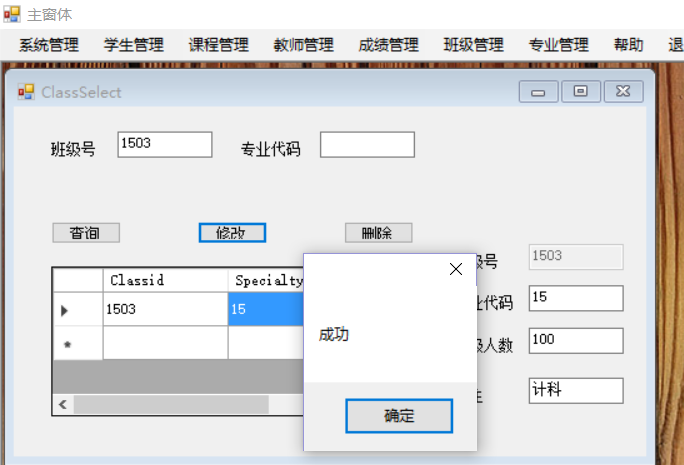 主窗体
系统管理 学生管理 课程管理 教师管理 成绩管理 班级管理 专业管理 帮助 退
ClassSelect
班级号 1503 专业代码
查询 修改 删除
级号 1503
Classid Specialty
1503 15
业代码 15
成功
级人数 100
计科
确定